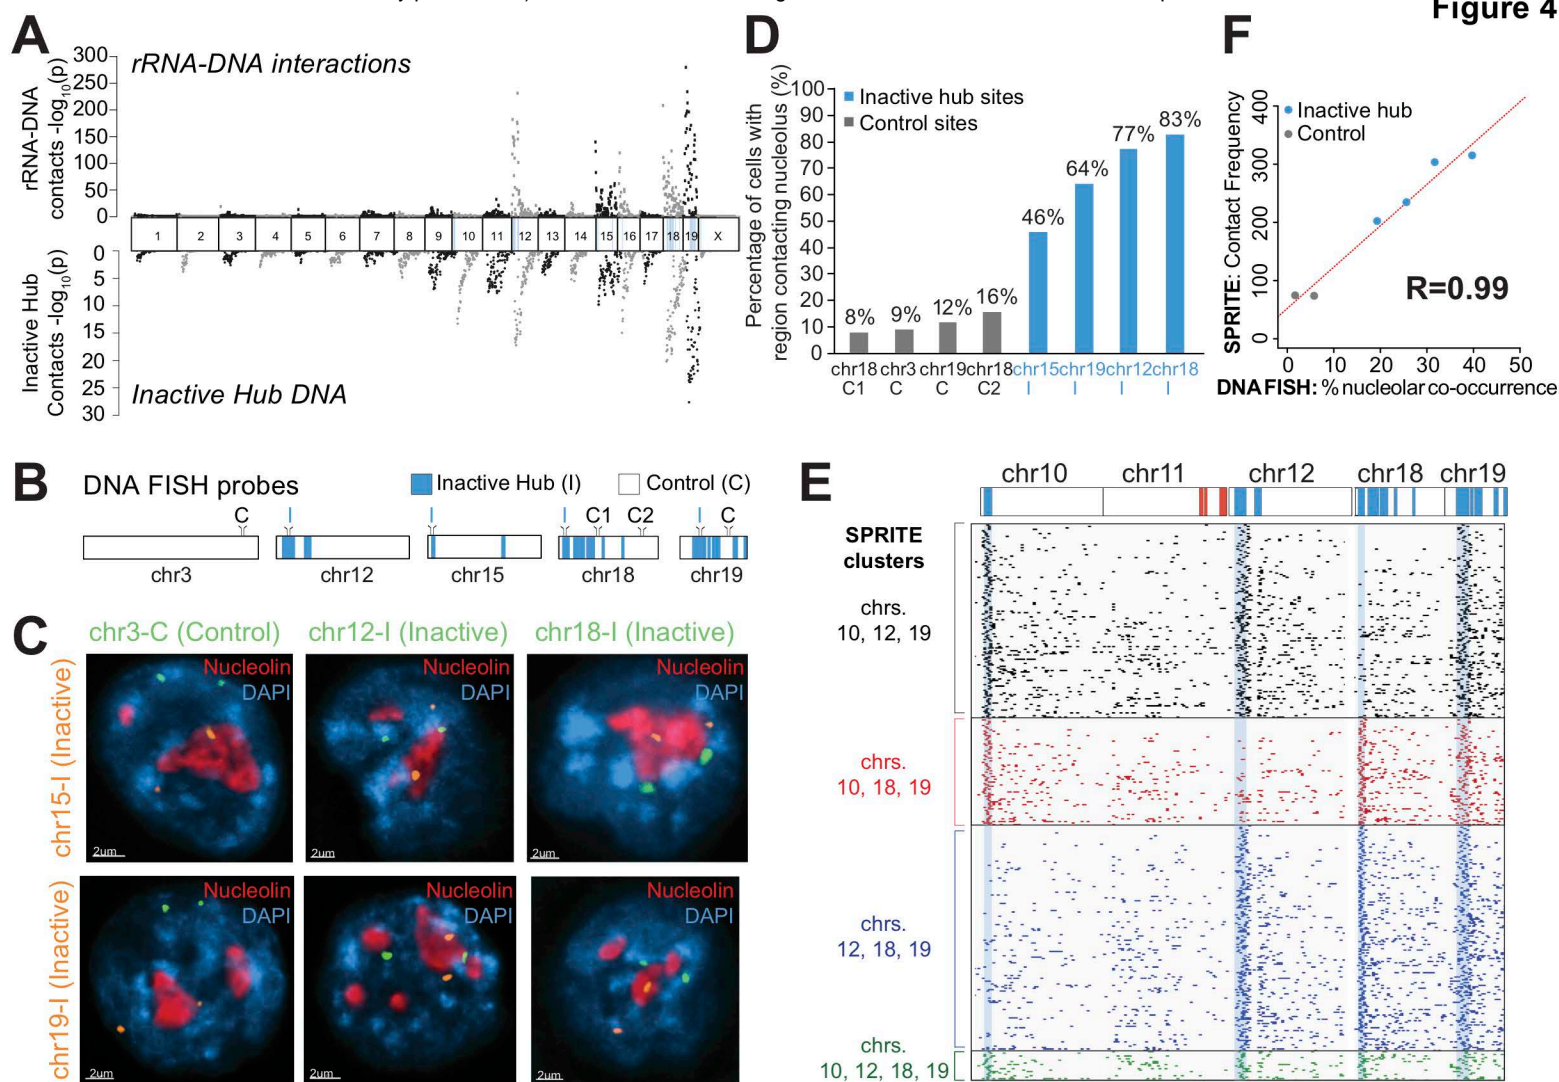 Figure 4
A
rRNA-DNA interactions
rRNA-DNA
contacts -log10(p)
300
250
200
150
100
50
0
1 2 3 4 5 6 7 8 9 10 11 12 13 14 15 16 17 18 19 X
0
5
10
15
20
25
30
Inactive Hub
Contacts -log10(p)
Inactive Hub DNA
D
Percentage of cells with
region contacting nucleolus (%)
100
90
80
70
60
50
40
30
20
10
0
Inactive hub sites
Control sites
8% 9% 12% 16% 46% 64% 77% 83%
chr18 chr3 chr19 chr18 chr15 chr19 chr12 chr18
C1 C C C2 I I I I
F
SPRITE: Contact Frequency
400
300
200
100
0
Inactive hub
Control
R=0.99
0 10 20 30 40 50
DNA FISH: % nucleolar co-occurrence
B
DNA FISH probes
Inactive Hub (I)
Control (C)
C I I I C1 C2 I C
chr3 chr12 chr15 chr18 chr19
C
chr3-C (Control) chr12-I (Inactive) chr18-I (Inactive)
chr15-I (Inactive)
Nucleolin
DAPI
2um
Nucleolin
DAPI
2um
Nucleolin
DAPI
2um
chr19-I (Inactive)
Nucleolin
DAPI
2um
Nucleolin
DAPI
2um
Nucleolin
DAPI
2um
E
chr10 chr11 chr12 chr18 chr19
SPRITE
clusters
chrs.
10, 12, 19
chrs.
10, 18, 19
chrs.
12, 18, 19
chrs.
10, 12, 18, 19